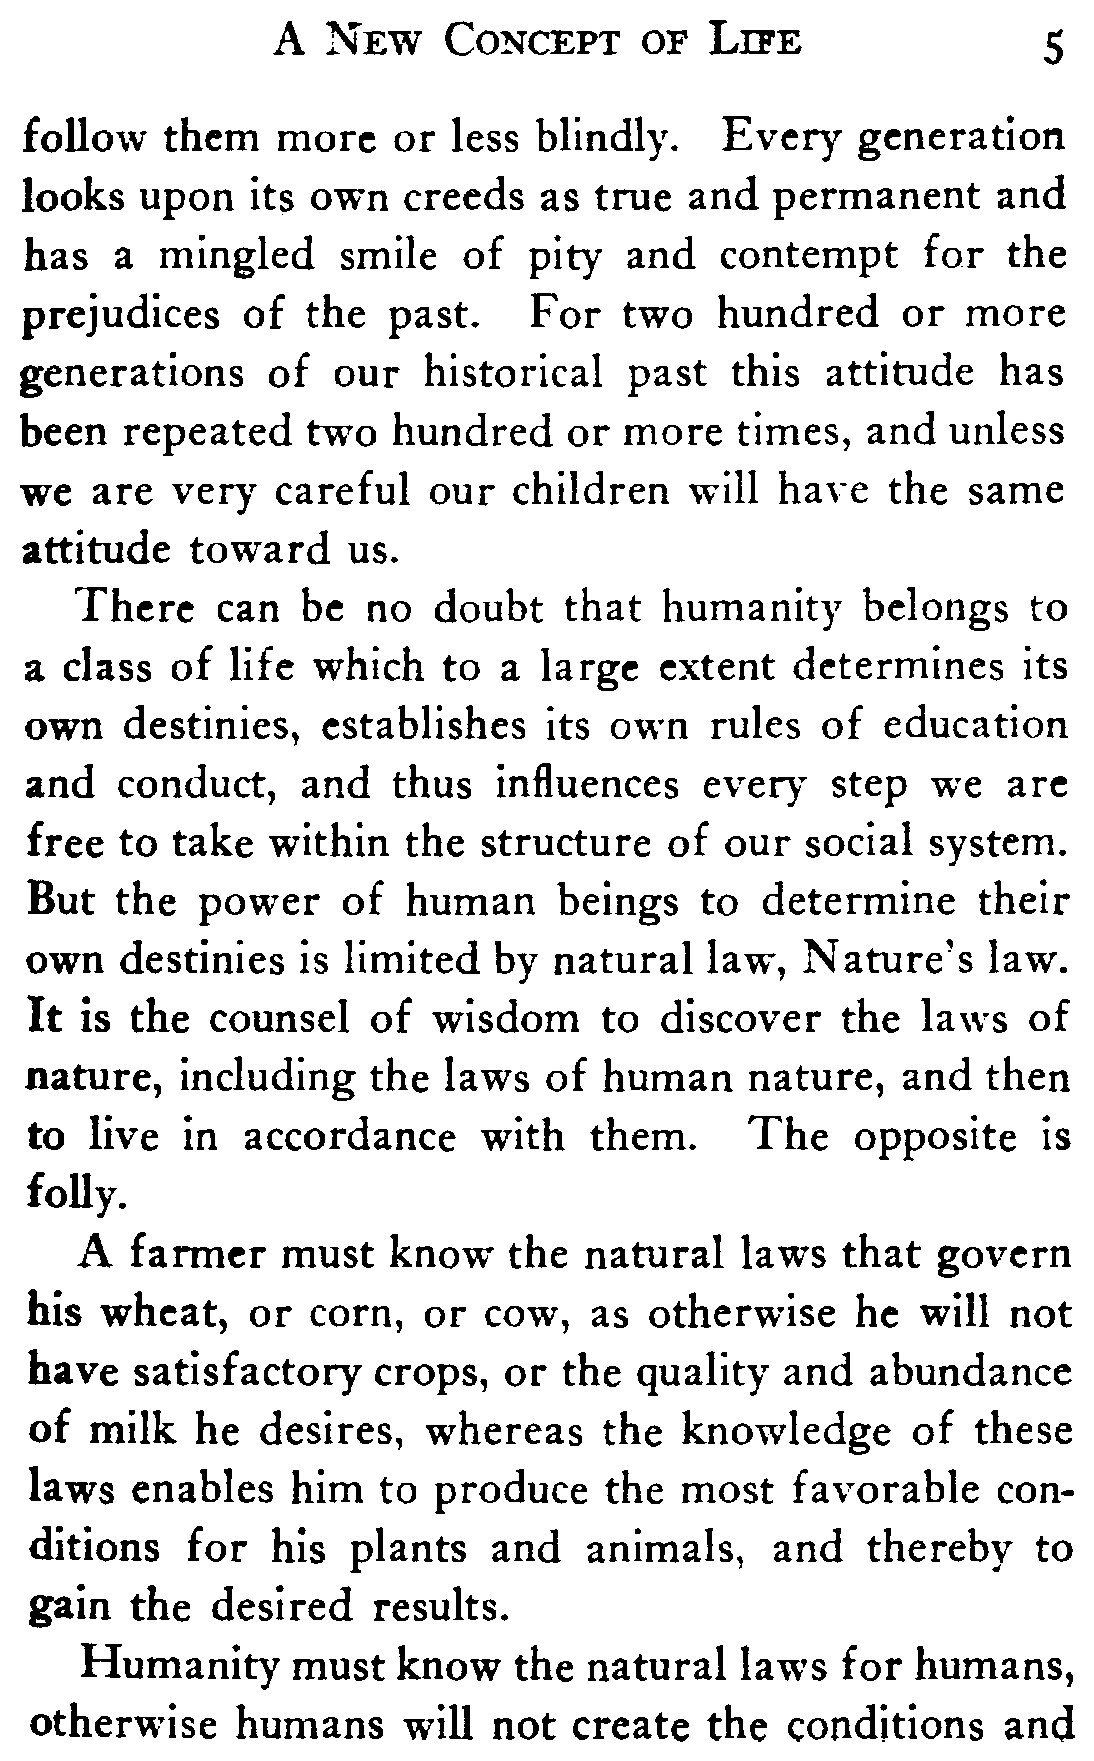 A New Concept of Life 5
follow them more or less blindly. Every generation
looks upon its own creeds as true and permanent and
has a mingled smile of pity and contempt for the
prejudices of the past. For two hundred or more
generations of our historical past this attitude has
been repeated two hundred or more times, and unless
we are very careful our children will have the same
attitude toward us.
There can be no doubt that humanity belongs to
a class of life which to a large extent determines its
own destinies, establishes its own rules of education
and conduct, and thus influences every step we are
free to take within the structure of our social system.
But the power of human beings to determine their
own destinies is limited by natural law, Nature's law.
It is the counsel of wisdom to discover the laws of
nature, including the laws of human nature, and then
to live in accordance with them. The opposite is
folly.
A farmer must know the natural laws that govern
his wheat, or corn, or cow, as otherwise he will not
have satisfactory crops, or the quality and abundance
of milk he desires, whereas the knowledge of these
laws enables him to produce the most favorable con-
ditions for his plants and animals, and thereby to
gain the desired results.
Humanity must know the natural laws for humans,
otherwise humans will not create the conditions and